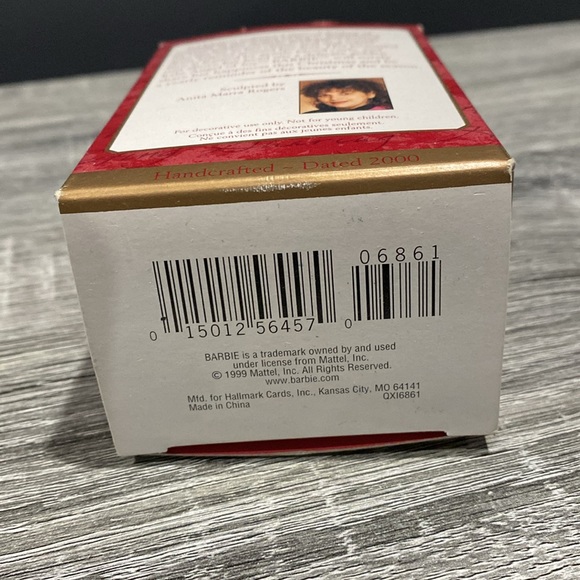 Sculpted by
Anita Marra Rogers
For decorative use only. Not for young children.
Conçue à des fins décoratives seulement.
Ne convient pas aux jeunes enfants
Handcrafted ~ Dated 2000
06861
0 15012 56457 0
BARBIE is a trademark owned by and used
under license from Mattel, Inc.
© 1999 Mattel, Inc. All Rights Reserved.
www.barbie.com
Mfd. for Hallmark Cards, Inc., Kansas City, MO 64141
Made in China QXI6861